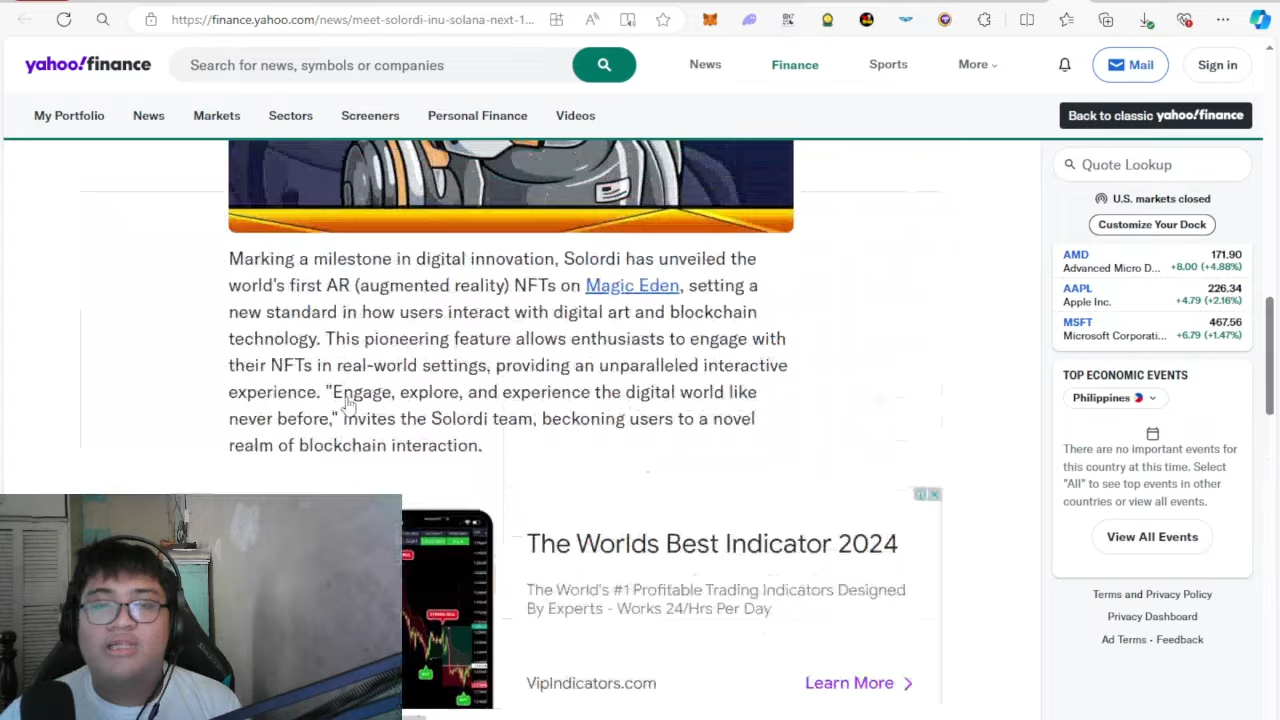 https://finance.yahoo.com/news/meet-solordi-inu-solana-next-1...
yahoo!finance
Search for news, symbols or companies
News
Finance
Sports
More
Mail
Sign in
My Portfolio
News
Markets
Sectors
Screeners
Personal Finance
Videos
Back to classic yahoo!finance
Marking a milestone in digital innovation, Solordi has unveiled the
world's first AR (augmented reality) NFTs on Magic Eden, setting a
new standard in how users interact with digital art and blockchain
technology. This pioneering feature allows enthusiasts to engage with
their NFTs in real-world settings, providing an unparalleled interactive
experience. "Engage, explore, and experience the digital world like
never before," invites the Solordi team, beckoning users to a novel
realm of blockchain interaction.
The Worlds Best Indicator 2024
The World's #1 Profitable Trading Indicators Designed
By Experts - Works 24/Hrs Per Day
VipIndicators.com
Learn More
Quote Lookup
U.S. markets closed
Customize Your Dock
AMD 171.90
Advanced Micro D... +8.00 (+4.88%)
AAPL 226.34
Apple Inc. +4.79 (+2.16%)
MSFT 467.56
Microsoft Corporati... +6.79 (+1.47%)
TOP ECONOMIC EVENTS
Philippines
There are no important events for
this country at this time. Select
"All" to see top events in other
countries or view all events.
View All Events
Terms and Privacy Policy
Privacy Dashboard
Ad Terms • Feedback